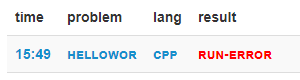 time problem lang result
15:49 HELLOWOR CPP RUN-ERROR